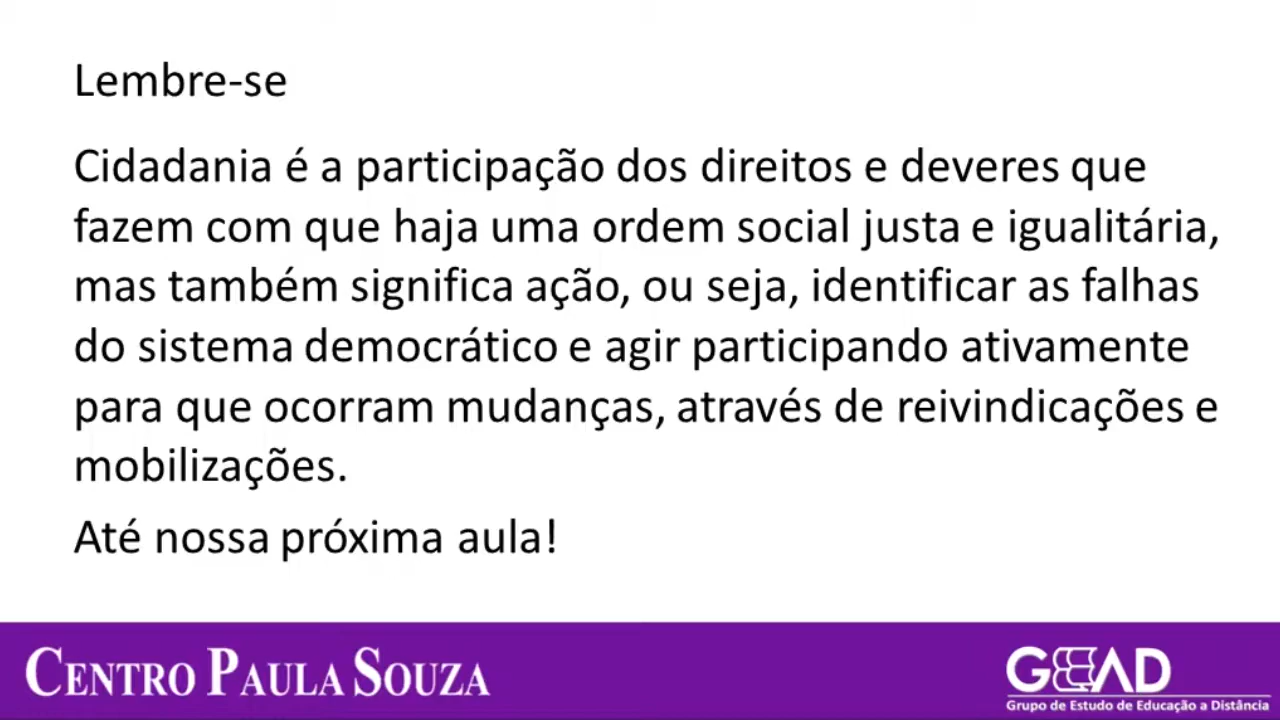 Lembre-se
Cidadania é a participação dos direitos e deveres que
fazem com que haja uma ordem social justa e igualitária,
mas também significa ação, ou seja, identificar as falhas
do sistema democrático e agir participando ativamente
para que ocorram mudanças, através de reivindicações e
mobilizações.
Até nossa próxima aula!
CENTRO PAULA SOUZA
GEEAD
Grupo de Estudo de Educação a Distância